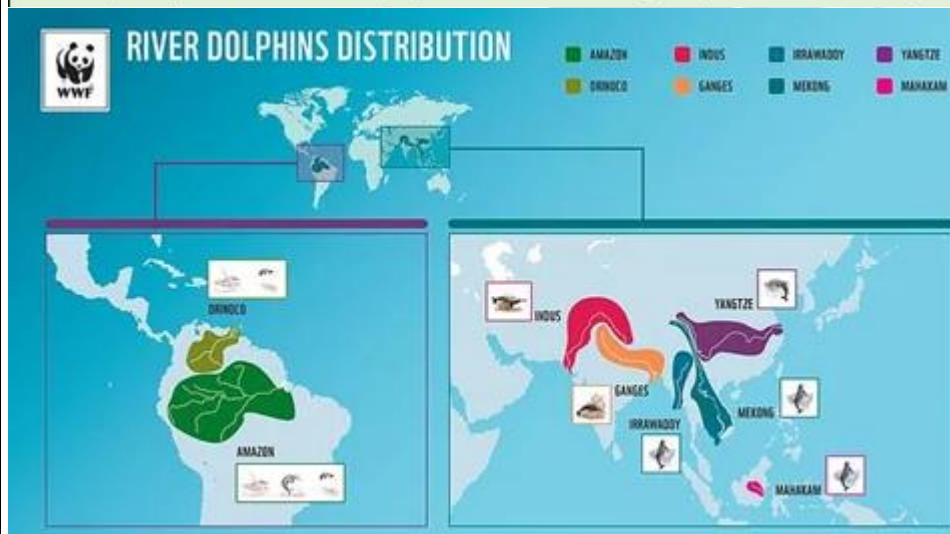 WWF
RIVER DOLPHINS DISTRIBUTION
AMAZON
INDUS
IRRAWADDY
YANGTZE
ORINOCO
GANGES
MEKONG
MAHAKAM
ORINOCO
AMAZON
INDUS
YANGTZE
GANGES
IRRAWADDY
MEKONG
MAHAKAM